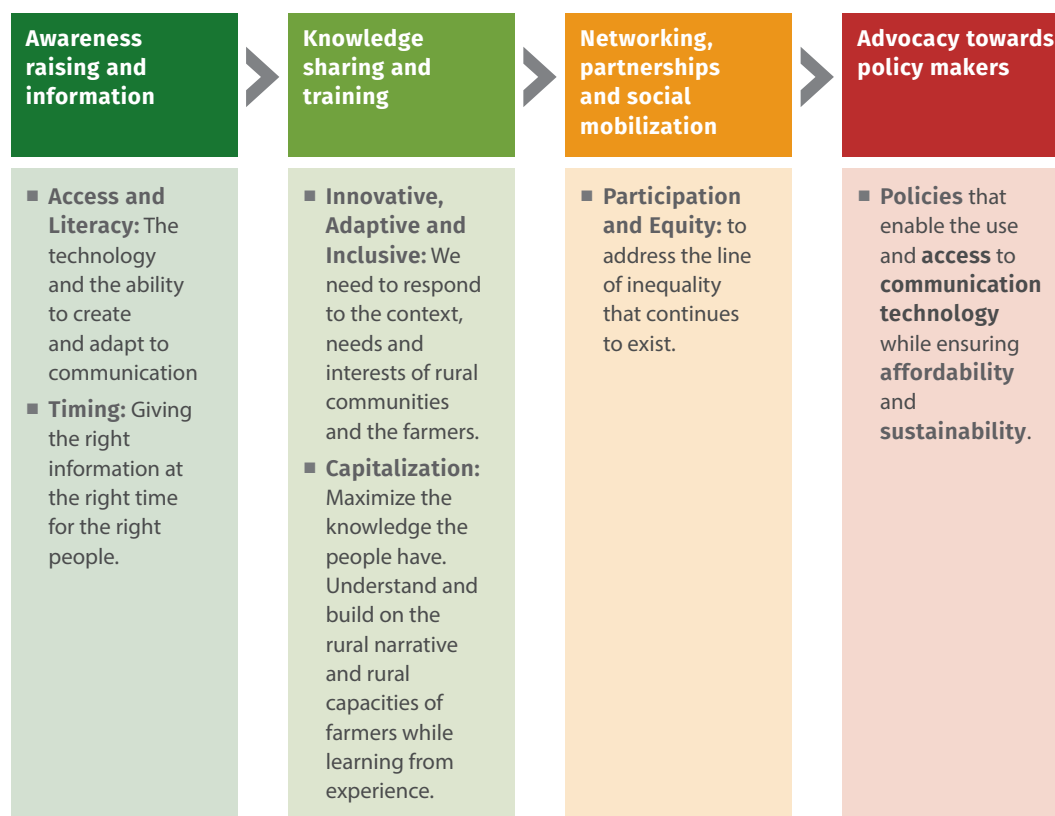 Awareness
raising and
information
Knowledge
sharing and
training
Networking,
partnerships
and social
mobilization
Advocacy towards
policy makers
■ Access and
Literacy: The
technology
and the ability
to create
and adapt to
communication
■ Timing: Giving
the right
information at
the right time
for the right
people.
■ Innovative,
Adaptive and
Inclusive: We
need to respond
to the context,
needs and
interests of rural
communities
and the farmers.
■ Capitalization:
Maximize the
knowledge the
people have.
Understand and
build on the
rural narrative
and rural
capacities of
farmers while
learning from
experience.
■ Participation
and Equity: to
address the line
of inequality
that continues
to exist.
■ Policies that
enable the use
and access to
communication
technology
while ensuring
affordability
and
sustainability.